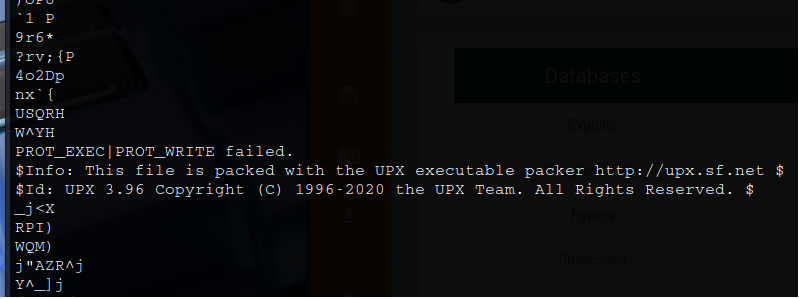 `1 P
9r6*
?rv;{P
4o2Dp
nx`{
USQRH
W^YH
PROT_EXEC|PROT_WRITE failed.
$Info: This file is packed with the UPX executable packer http://upx.sf.net $
$Id: UPX 3.96 Copyright (C) 1996-2020 the UPX Team. All Rights Reserved. $
_j<X
RPI)
WQM)
j"AZR^j
Y^_]j
Databases
Exploits
Papers
Shellcodes